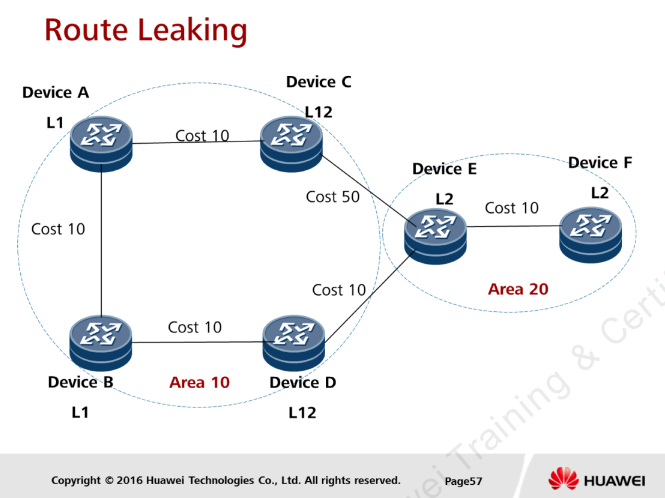 Route Leaking
Device A
L1
Device C
L12
Cost 10
Device E
L2
Device F
L2
Cost 50
Cost 10
Cost 10
Cost 10
Area 20
Cost 10
Device B
L1
Area 10
Device D
L12
Training & Certi
Copyright © 2016 Huawei Technologies Co., Ltd. All rights reserved.
Page57
HUAWEI